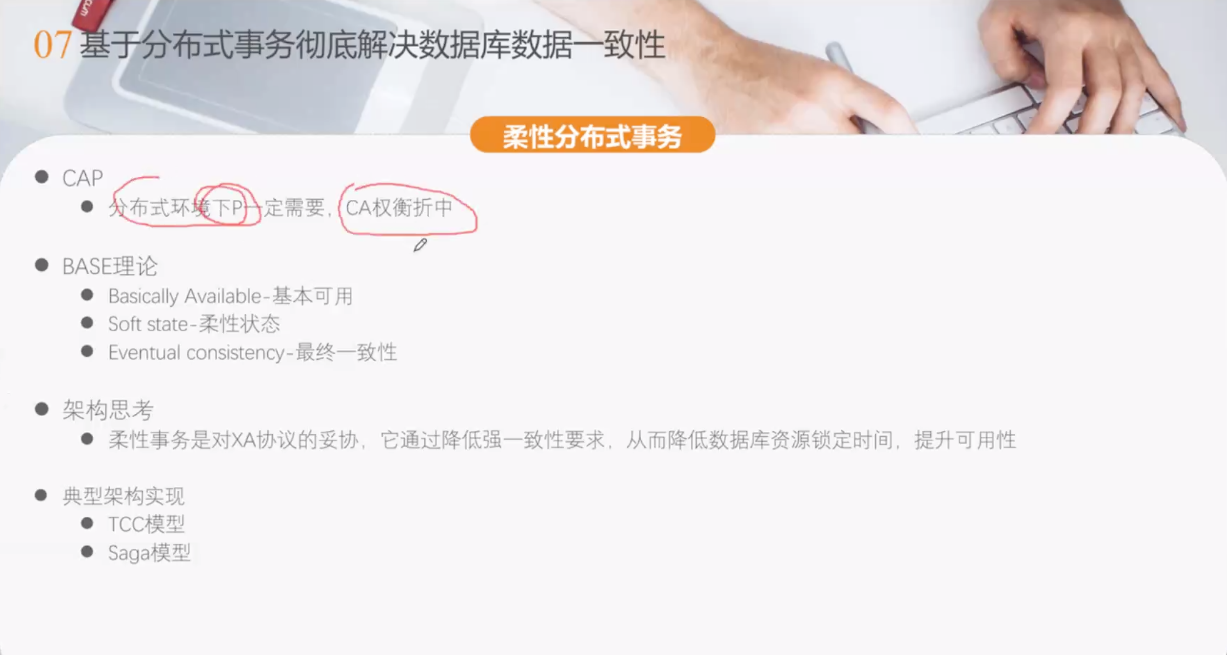 07 基于分布式事务彻底解决数据库数据一致性
柔性分布式事务
CAP
分布式环境下P一定需要，CA权衡折中
BASE理论
Basically Available-基本可用
Soft state-柔性状态
Eventual consistency-最终一致性
架构思考
柔性事务是对XA协议的妥协，它通过降低强一致性要求，从而降低数据库资源锁定时间，提升可用性
典型架构实现
TCC模型
Saga模型